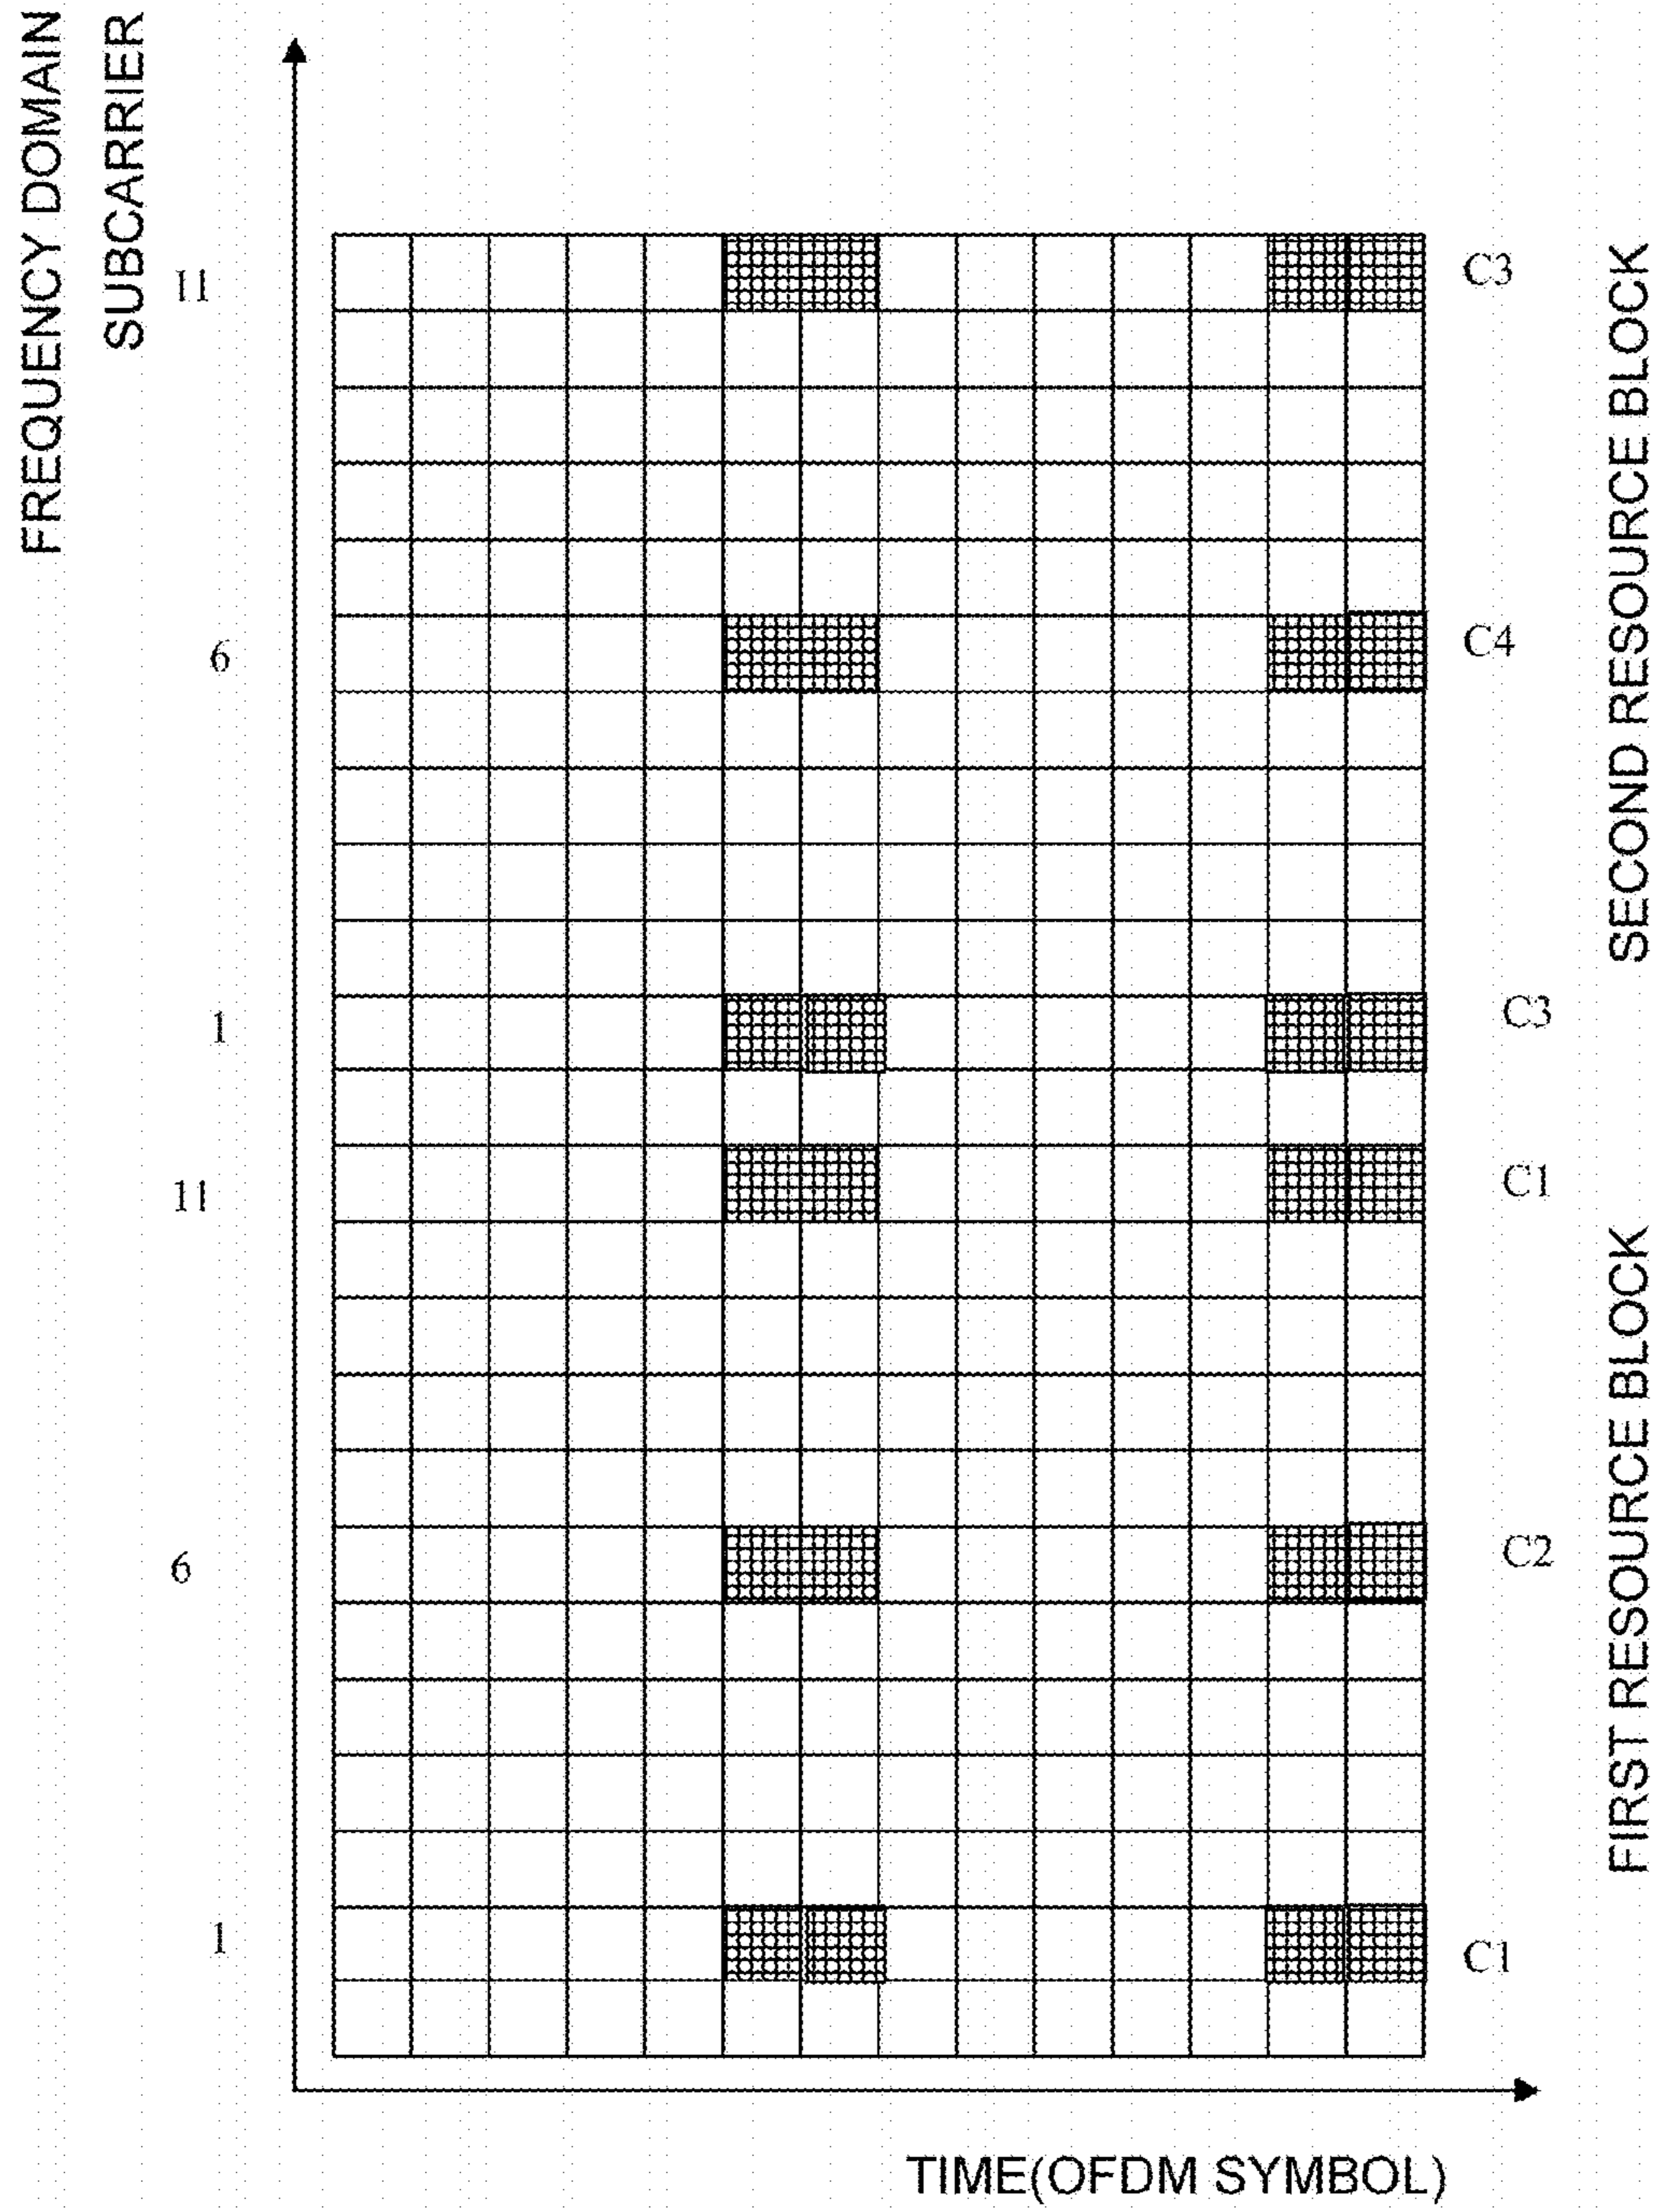 FREQUENCY DOMAIN
SUBCARRIER
11
C3
6
C4
SECOND RESOURCE BLOCK
1
C3
11
C1
6
C2
FIRST RESOURCE BLOCK
1
C1
TIME(OFDM SYMBOL)